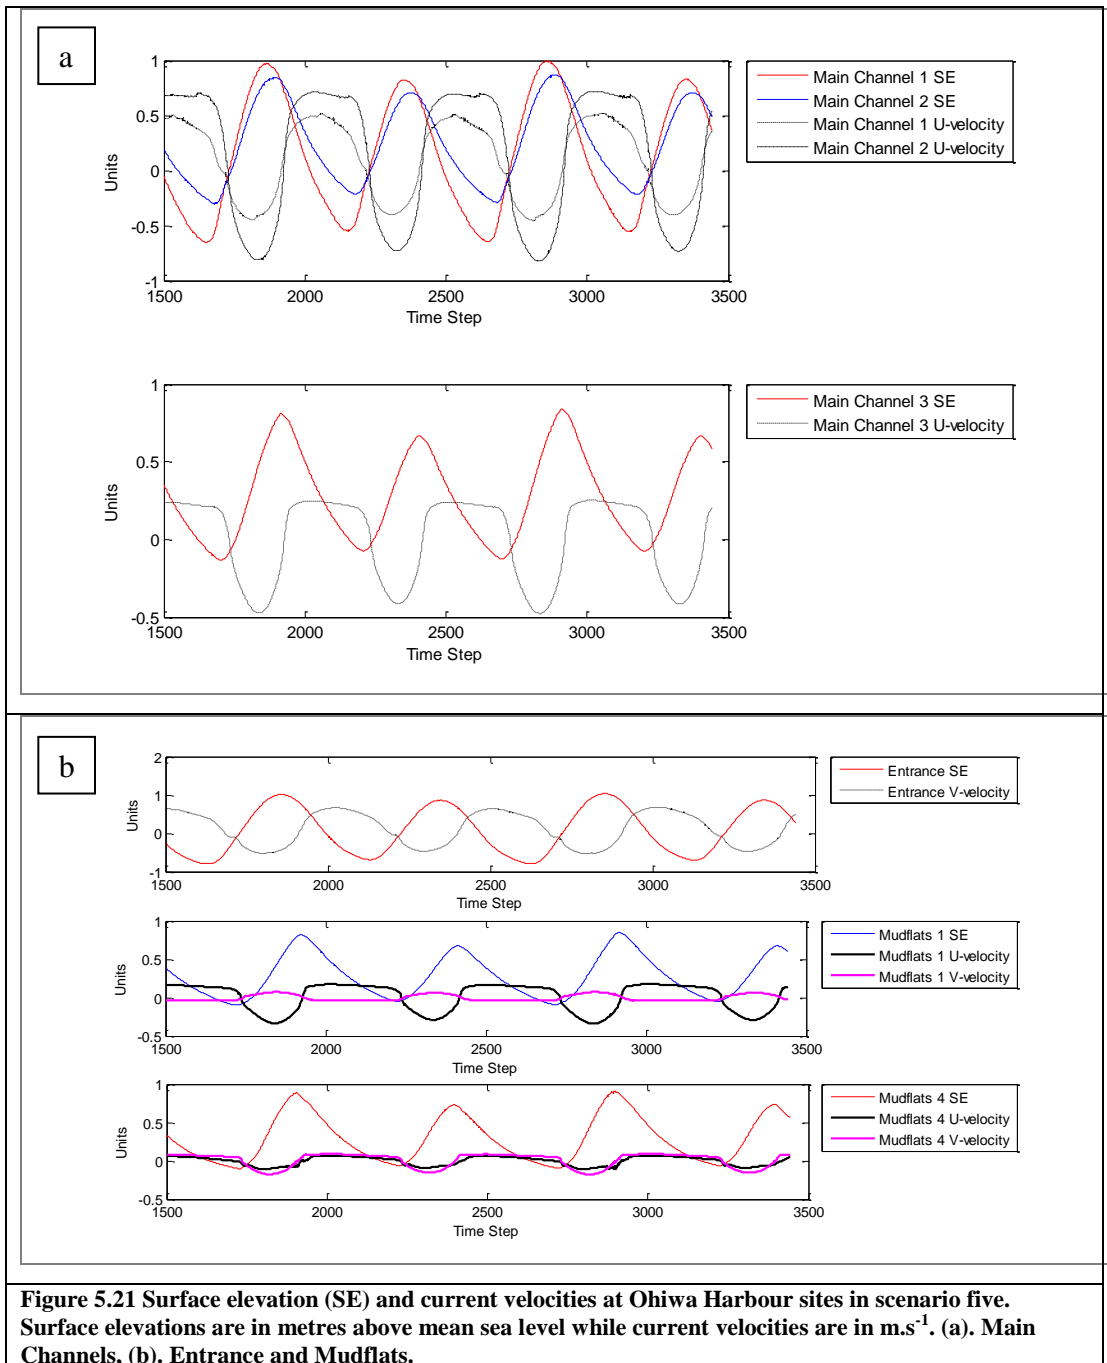 a
1
0.5
0
-0.5
-1
Units
1500 2000 2500 3000 3500
Time Step
Main Channel 1 SE
Main Channel 2 SE
Main Channel 1 U-velocity
Main Channel 2 U-velocity
1
0.5
0
-0.5
Units
1500 2000 2500 3000 3500
Time Step
Main Channel 3 SE
Main Channel 3 U-velocity
b
2
1
0
-1
Units
1500 2000 2500 3000 3500
Time Step
Entrance SE
Entrance V-velocity
1
0.5
0
-0.5
Units
1500 2000 2500 3000 3500
Time Step
Mudflats 1 SE
Mudflats 1 U-velocity
Mudflats 1 V-velocity
1
0.5
0
-0.5
Units
1500 2000 2500 3000 3500
Time Step
Mudflats 4 SE
Mudflats 4 U-velocity
Mudflats 4 V-velocity
Figure 5.21 Surface elevation (SE) and current velocities at Ohiwa Harbour sites in scenario five.
Surface elevations are in metres above mean sea level while current velocities are in m.s⁻¹. (a). Main
Channels, (b). Entrance and Mudflats.